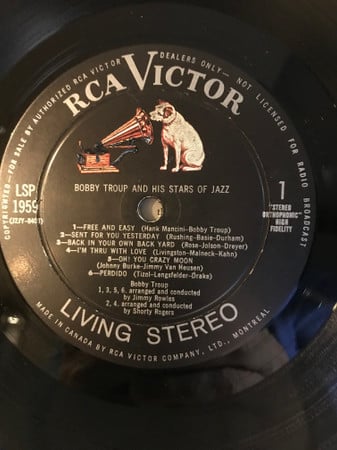 COPYRIGHTED—FOR SALE BY AUTHORIZED RCA VICTOR DEALERS ONLY— NOT LICENSED FOR RADIO BROADCAST
RCA VICTOR
BOBBY TROUP AND HIS STARS OF JAZZ
LSP
1959
(JZZY-8401)
1
"STEREO
ORTHOPHONIC"
HIGH
FIDELITY
1—FREE AND EASY (Hank Mancini-Bobby Troup)
2—SENT FOR YOU YESTERDAY (Rushing-Basie-Durham)
3—BACK IN YOUR OWN BACK YARD (Rose-Jolson-Dreyer)
4—I'M THRU WITH LOVE (Livingston-Malneck-Kahn)
5—OH! YOU CRAZY MOON
(Johnny Burke-Jimmy Van Heusen)
6—PERDIDO (Tizol-Lengsfelder-Drake)
Bobby Troup
1, 3, 5, 6, arranged and conducted
by Jimmy Rowles
2, 4, arranged and conducted
by Shorty Rogers
LIVING STEREO
MADE IN CANADA BY RCA VICTOR COMPANY, LTD., MONTREAL